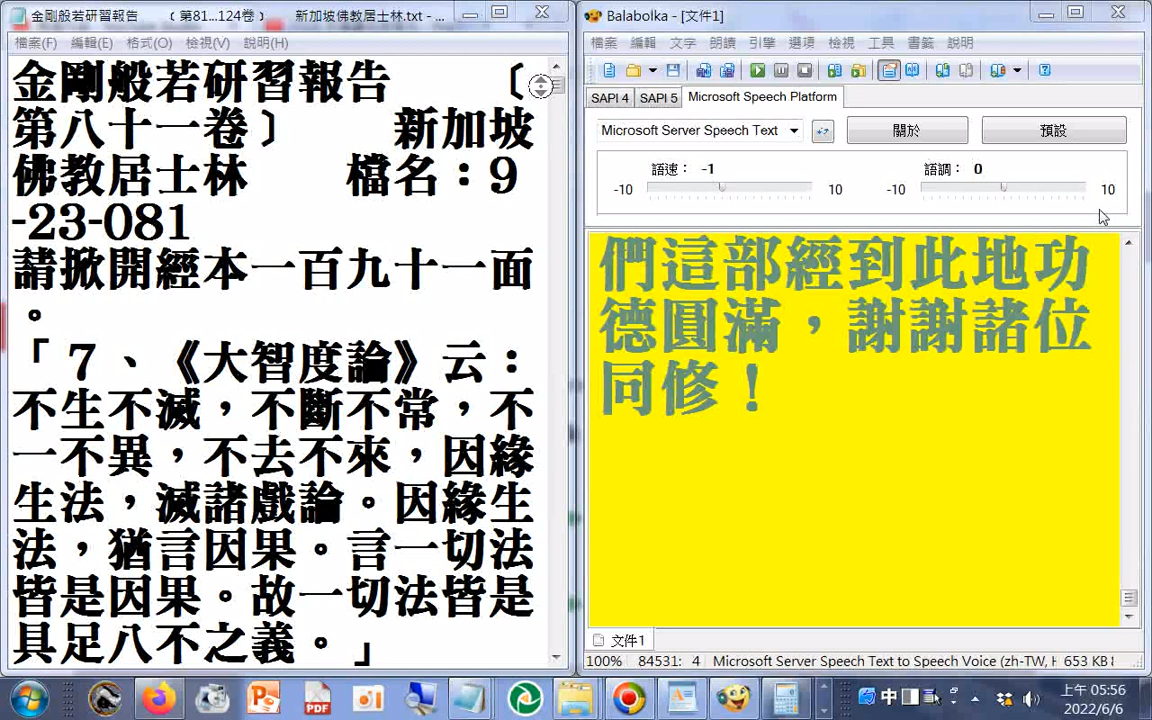 金剛般若研習報告 〔第81...124卷〕 新加坡佛教居士林.txt - ...
檔案(F) 編輯(E) 格式(O) 檢視(V) 說明(H)
金剛般若研習報告 〔
第八十一卷〕 新加坡
佛教居士林 檔名：9
-23-081
請掀開經本一百九十一面
。
「７、《大智度論》云：
不生不滅，不斷不常，不
一不異，不去不來，因緣
生法，滅諸戲論。因緣生
法，猶言因果。言一切法
皆是因果。故一切法皆是
具足八不之義。」
Balabolka - [文件1]
檔案 編輯 文字 朗讀 引擎 選項 檢視 工具 書籤 說明
SAPI 4 SAPI 5 Microsoft Speech Platform
Microsoft Server Speech Text 關於 預設
語速： -1 語調： 0
-10 10 -10 10
們這部經到此地功
德圓滿，謝謝諸位
同修！
文件1
100% 84531: 4 Microsoft Server Speech Text to Speech Voice (zh-TW, H 653 KB
PDF
中
上午 05:56
2022/6/6